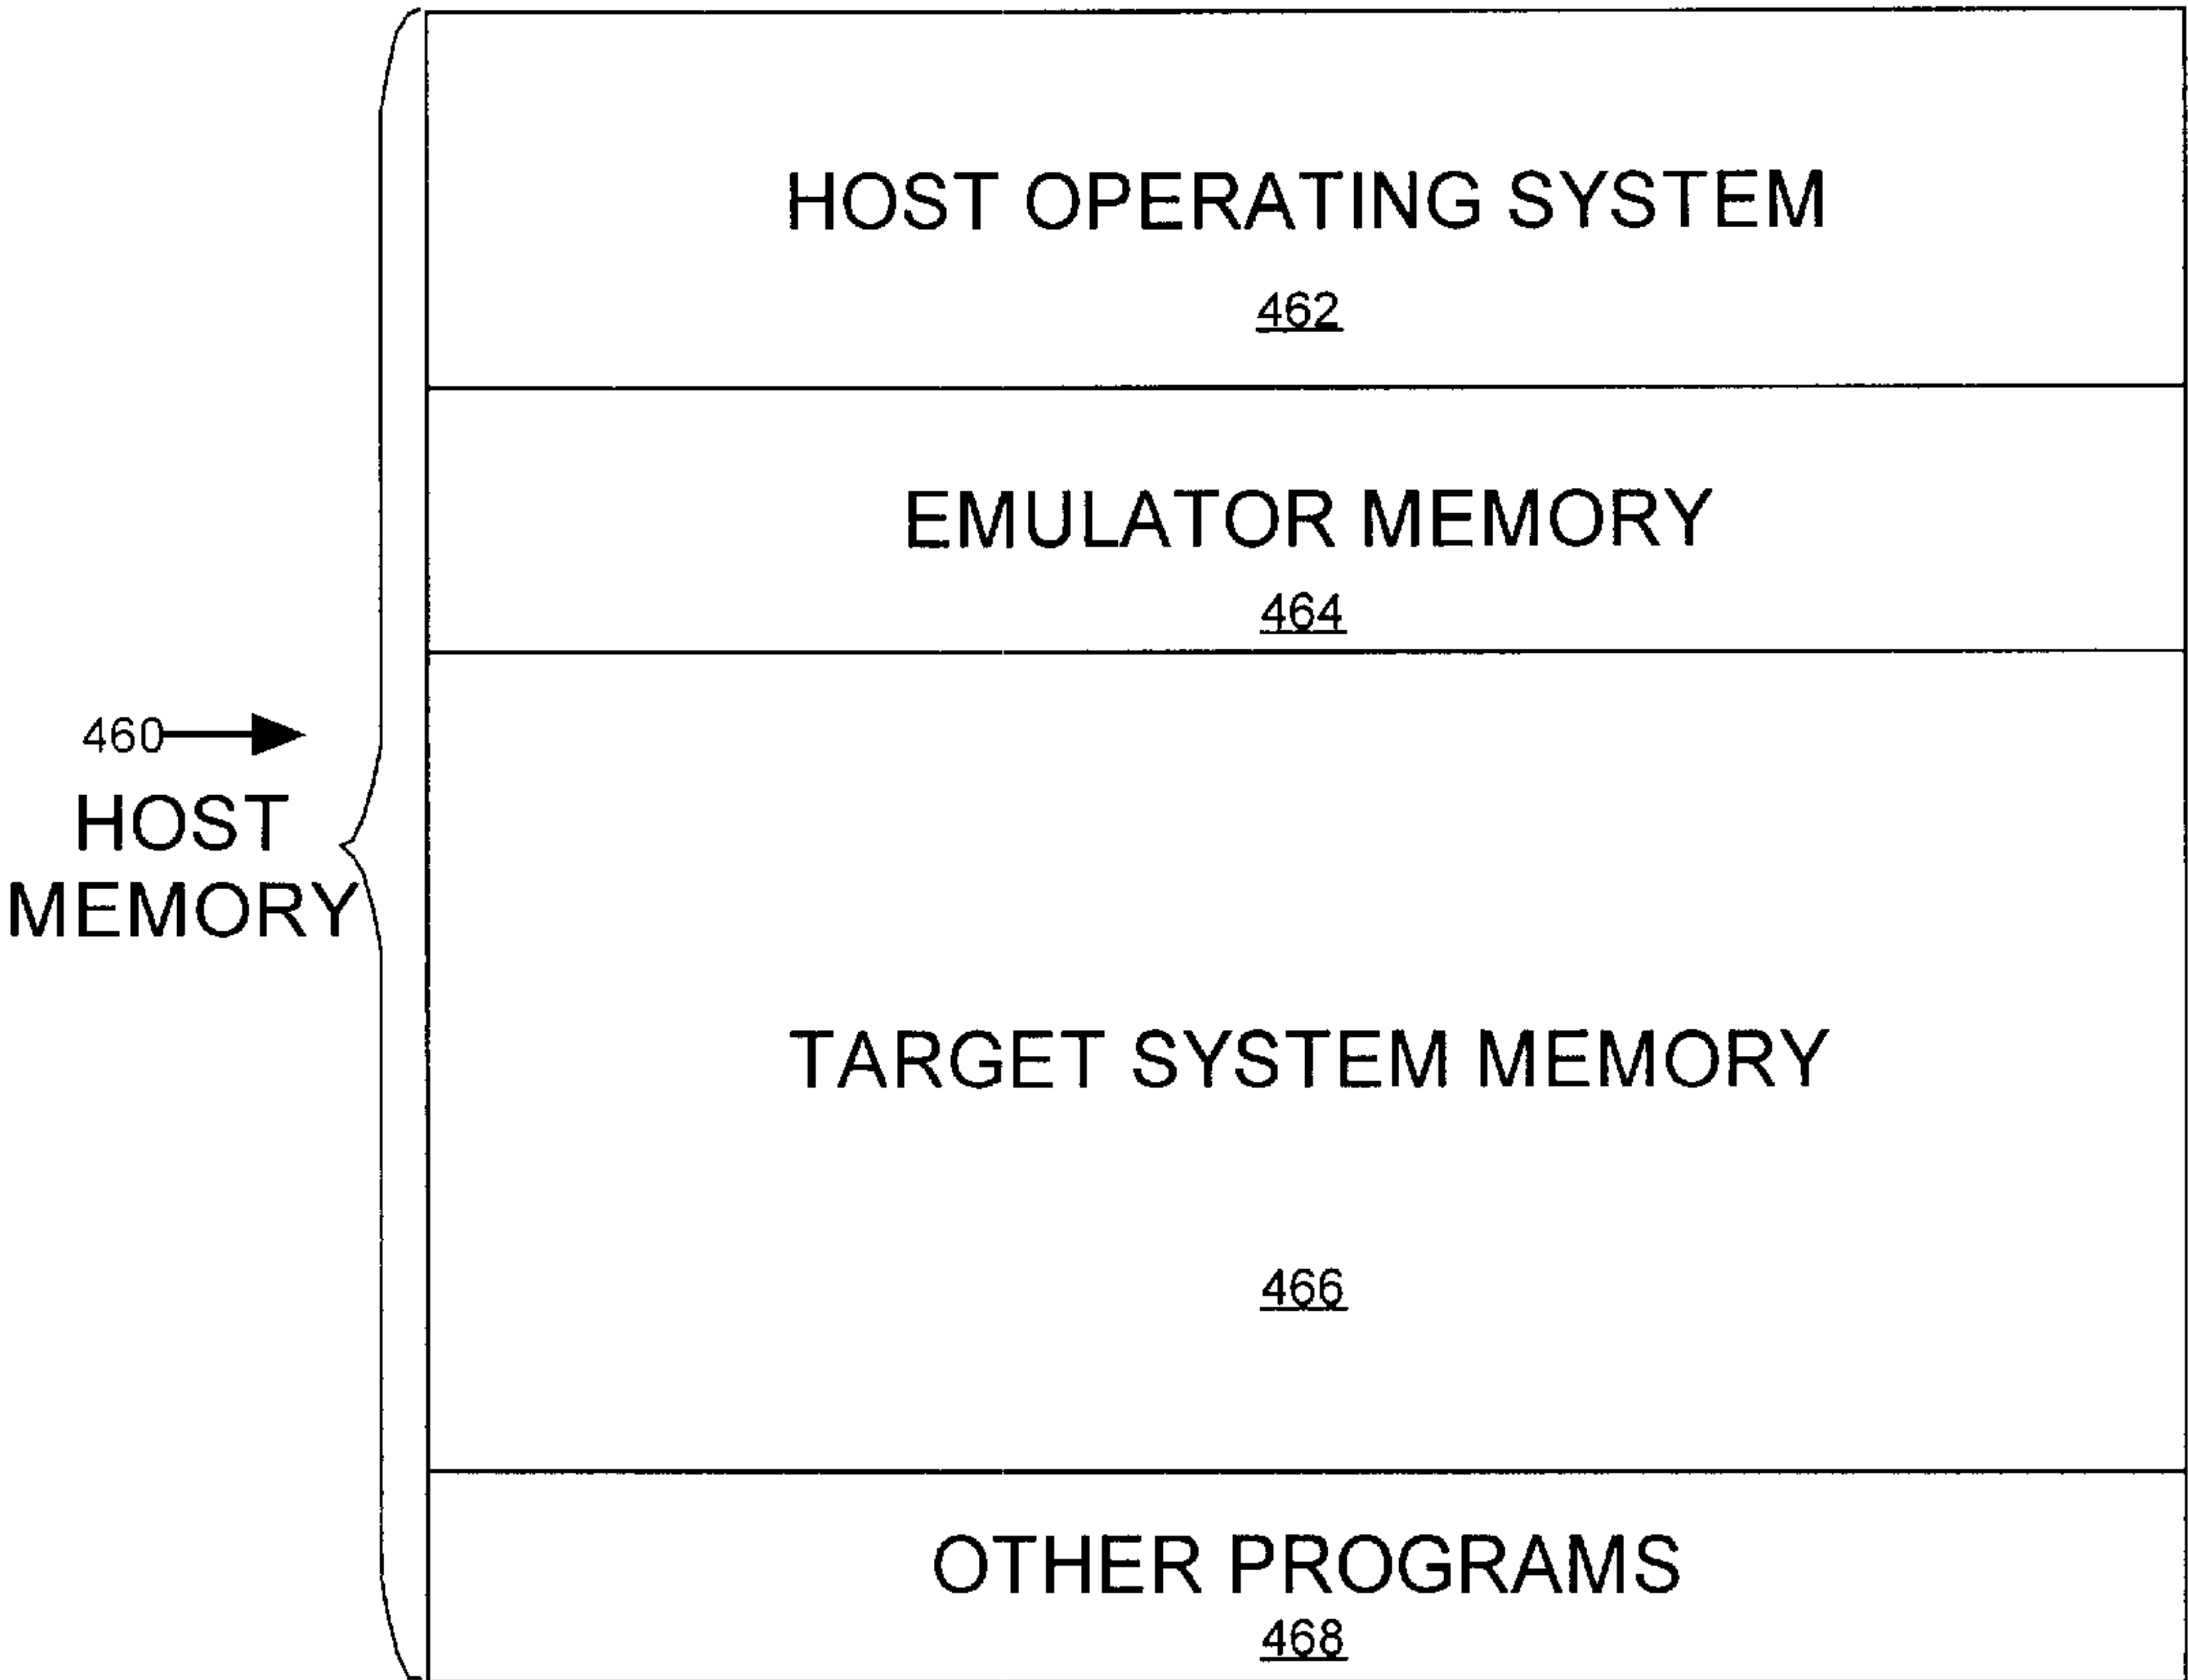 HOST OPERATING SYSTEM
462
EMULATOR MEMORY
464
460
HOST
MEMORY
TARGET SYSTEM MEMORY
466
OTHER PROGRAMS
468